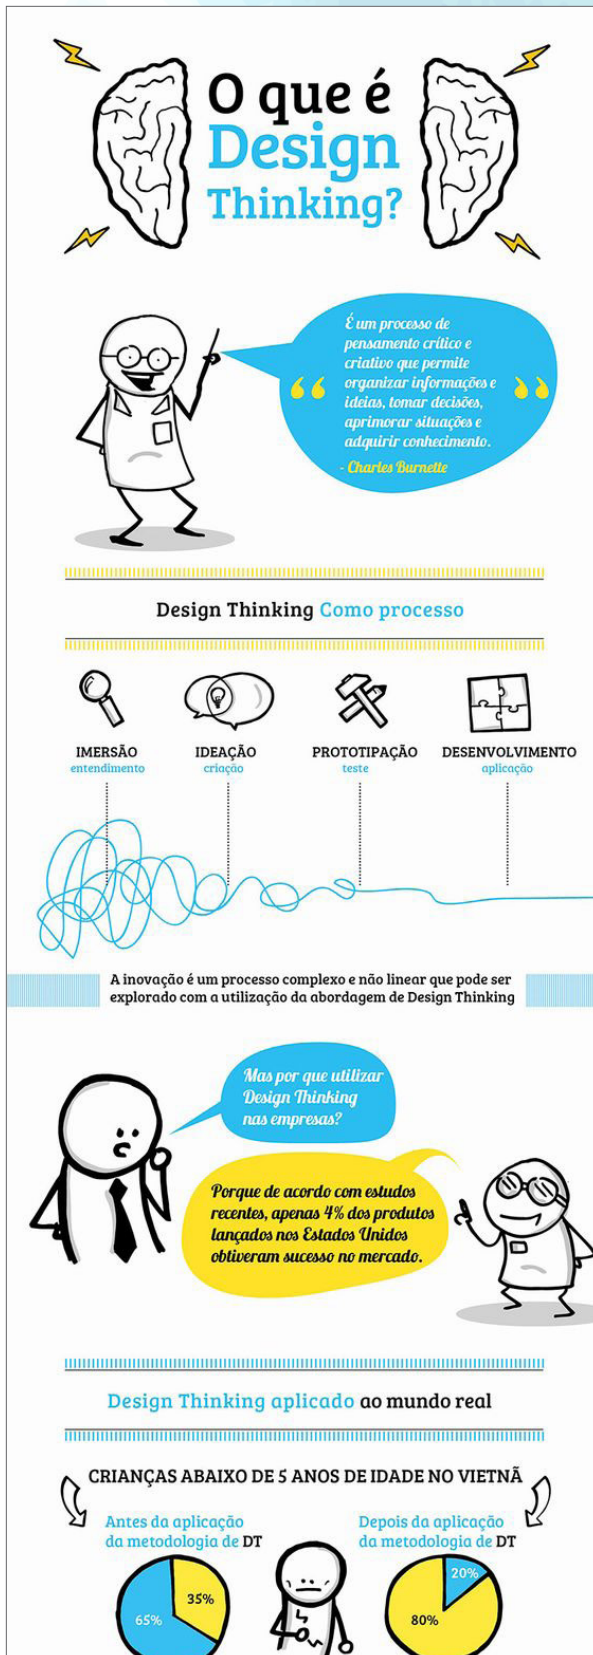 O que é
Design
Thinking?
É um processo de
pensamento crítico e
criativo que permite
organizar informações e
ideias, tomar decisões,
aprimorar situações e
adquirir conhecimento.
- Charles Burnette
Design Thinking Como processo
IMERSÃO
entendimento
IDEAÇÃO
criação
PROTOTIPAÇÃO
teste
DESENVOLVIMENTO
aplicação
A inovação é um processo complexo e não linear que pode ser
explorado com a utilização da abordagem de Design Thinking
Mas por que utilizar
Design Thinking
nas empresas?
Porque de acordo com estudos
recentes, apenas 4% dos produtos
lançados nos Estados Unidos
obtiveram sucesso no mercado.
Design Thinking aplicado ao mundo real
CRIANÇAS ABAIXO DE 5 ANOS DE IDADE NO VIETNÃ
Antes da aplicação
da metodologia de DT
35%
65%
Depois da aplicação
da metodologia de DT
20%
80%